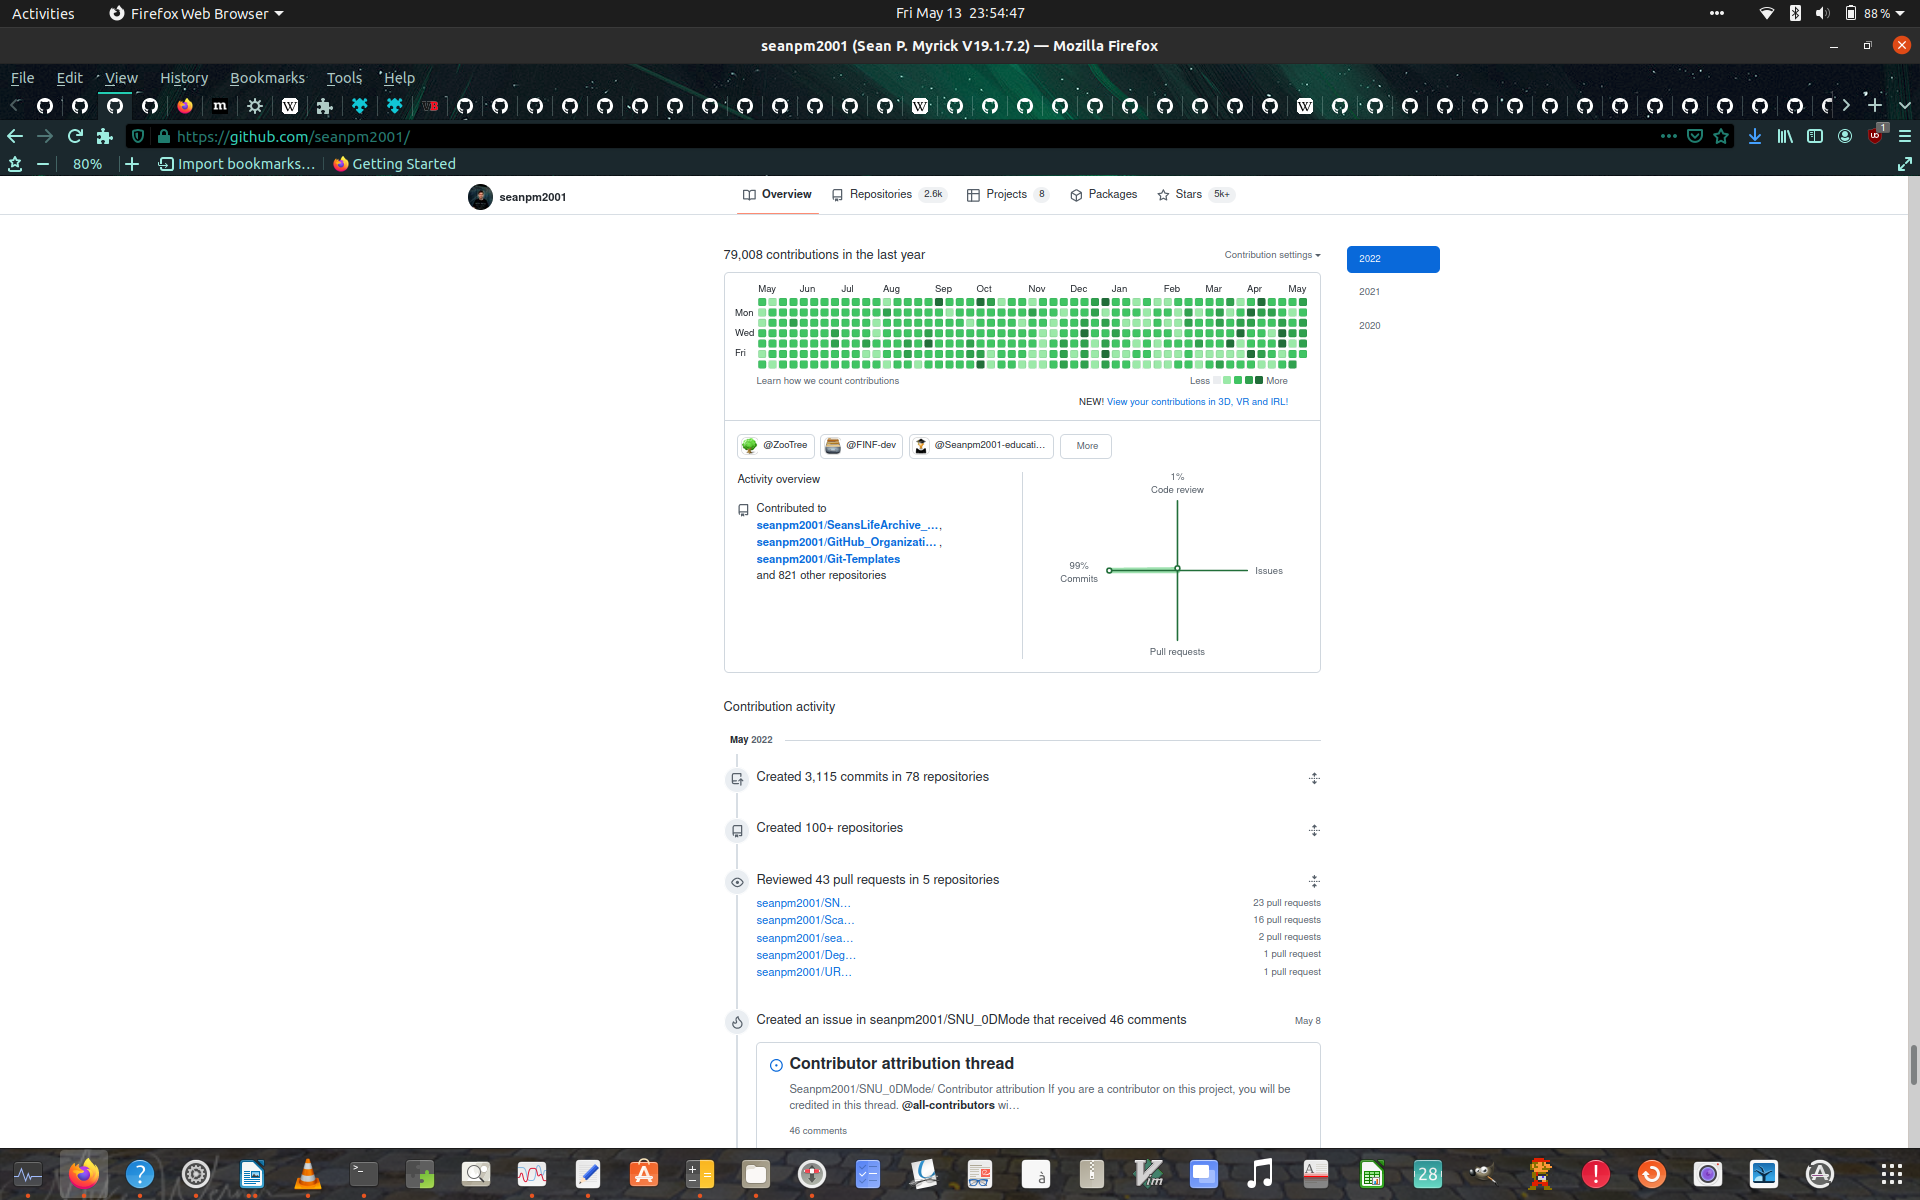 Activities
Firefox Web Browser
Fri May 13 23:54:47
88 %
seanpm2001 (Sean P. Myrick V19.1.7.2) — Mozilla Firefox
File Edit View History Bookmarks Tools Help
https://github.com/seanpm2001/
1
80%
Import bookmarks...
Getting Started
seanpm2001
Overview
Repositories 2.6k
Projects 8
Packages
Stars 5k+
79,008 contributions in the last year
Contribution settings
2022
2021
2020
May Jun Jul Aug Sep Oct Nov Dec Jan Feb Mar Apr May
Mon
Wed
Fri
Learn how we count contributions
Less More
NEW! View your contributions in 3D, VR and IRL!
@ZooTree
@FINF-dev
@Seanpm2001-educati...
More
Activity overview
Contributed to
seanpm2001/SeansLifeArchive_... ,
seanpm2001/GitHub_Organizati... ,
seanpm2001/Git-Templates
and 821 other repositories
1%
Code review
99%
Commits
Issues
Pull requests
Contribution activity
May 2022
Created 3,115 commits in 78 repositories
Created 100+ repositories
Reviewed 43 pull requests in 5 repositories
seanpm2001/SN... 23 pull requests
seanpm2001/Sca... 16 pull requests
seanpm2001/sea... 2 pull requests
seanpm2001/Deg... 1 pull request
seanpm2001/UR... 1 pull request
Created an issue in seanpm2001/SNU_0DMode that received 46 comments
May 8
Contributor attribution thread
Seanpm2001/SNU_0DMode/ Contributor attribution If you are a contributor on this project, you will be
credited in this thread. @all-contributors wi...
46 comments
28